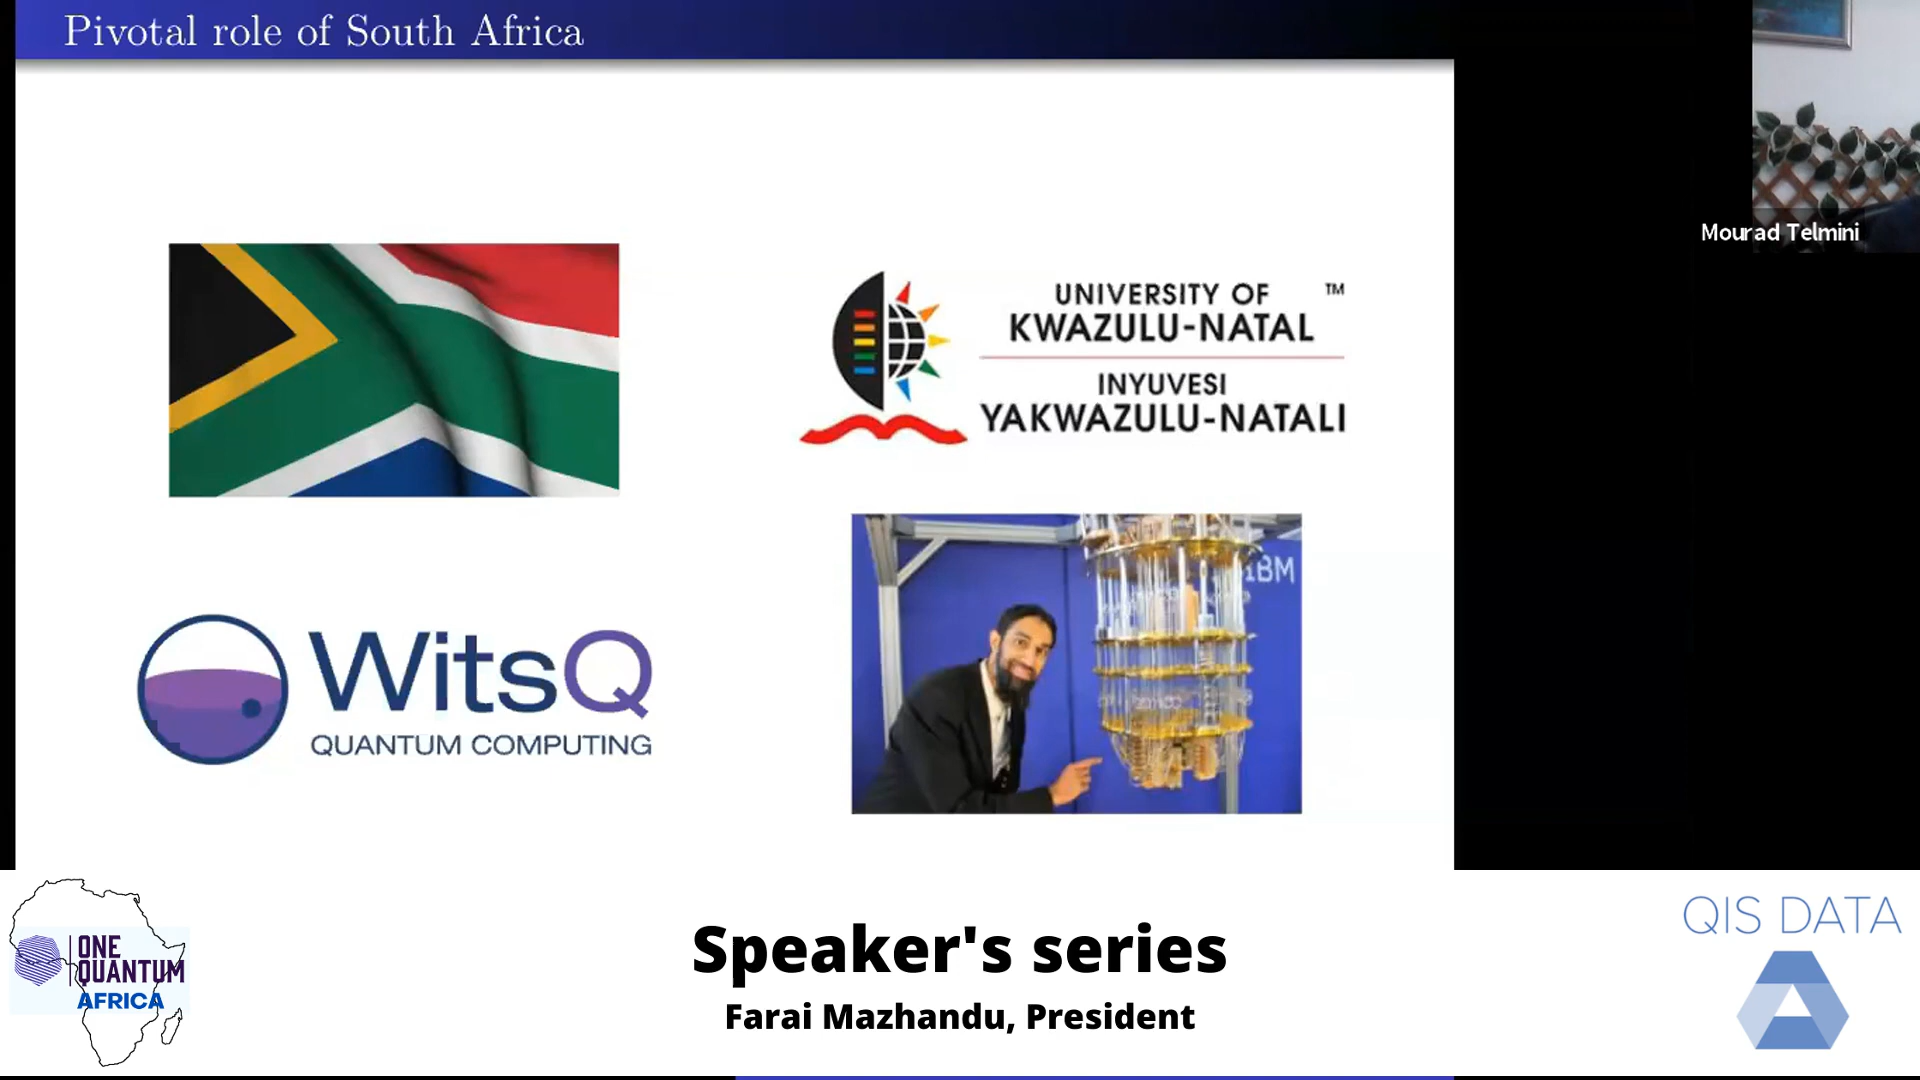 Pivotal role of South Africa
Mourad Telmini
UNIVERSITY OF
TM
KWAZULU-NATAL
INYUVESI
YAKWAZULU-NATALI
IBM
WitsQ
QUANTUM COMPUTING
ONE
QUANTUM
AFRICA
Speaker's series
Farai Mazhandu, President
QIS DATA